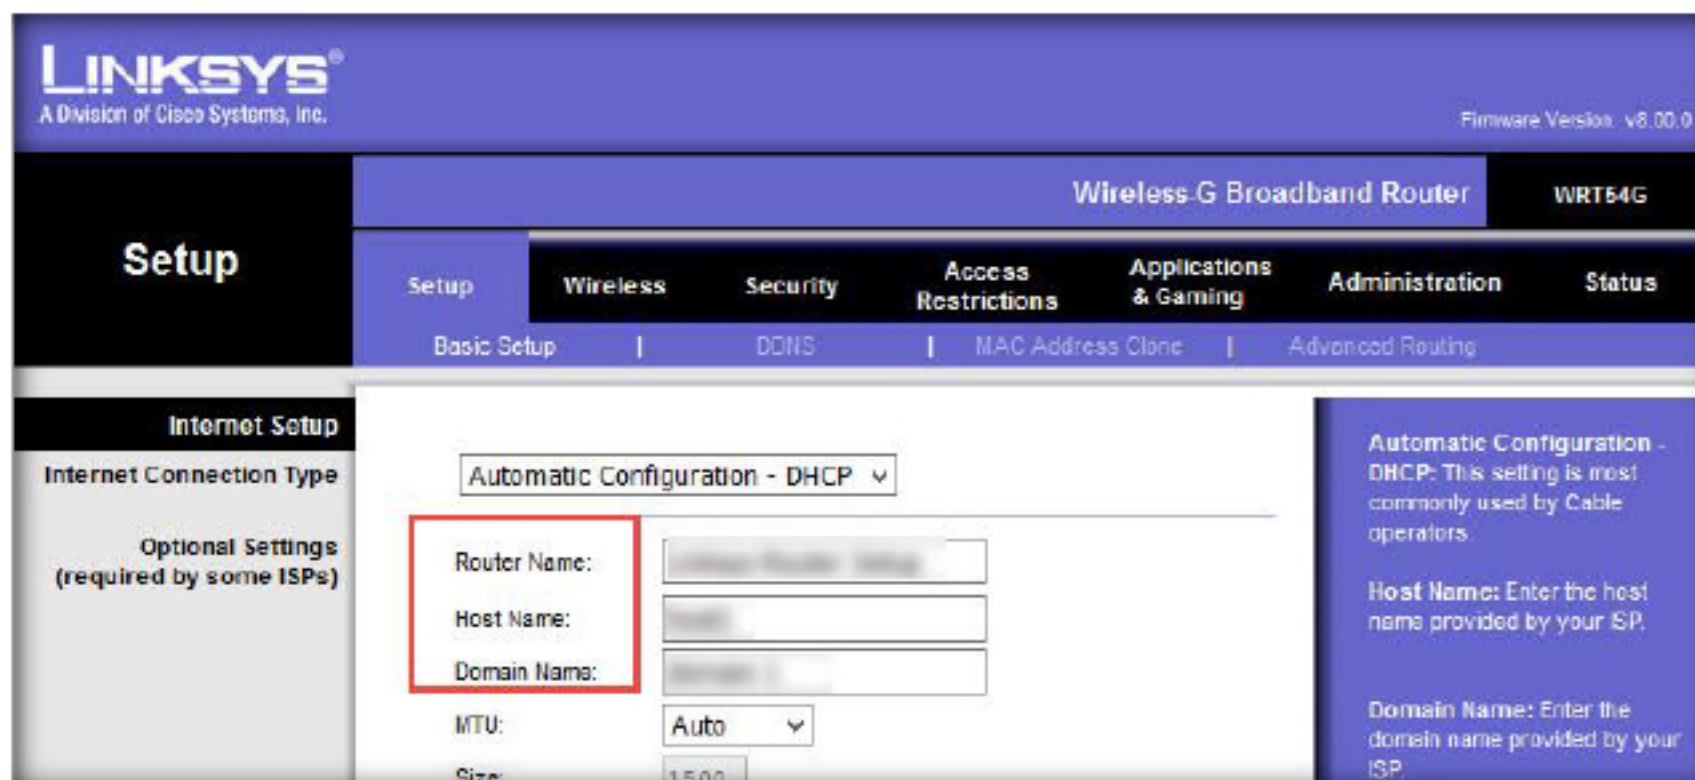 LINKSYS®
A Division of Cisco Systems, Inc.
Firmware Version v8.00.0
Wireless-G Broadband Router
WRT54G
Setup
Setup
Wireless
Security
Access
Restrictions
Applications
& Gaming
Administration
Status
Basic Setup | DDNS | MAC Address Clone | Advanced Routing
Internet Setup
Internet Connection Type
Automatic Configuration - DHCP
Optional Settings
(required by some ISPs)
Router Name:
Host Name:
Domain Name:
MTU:
Auto
Size:
1500
Automatic Configuration -
DHCP: This setting is most
commonly used by Cable
operators.
Host Name: Enter the host
name provided by your ISP.
Domain Name: Enter the
domain name provided by your
ISP